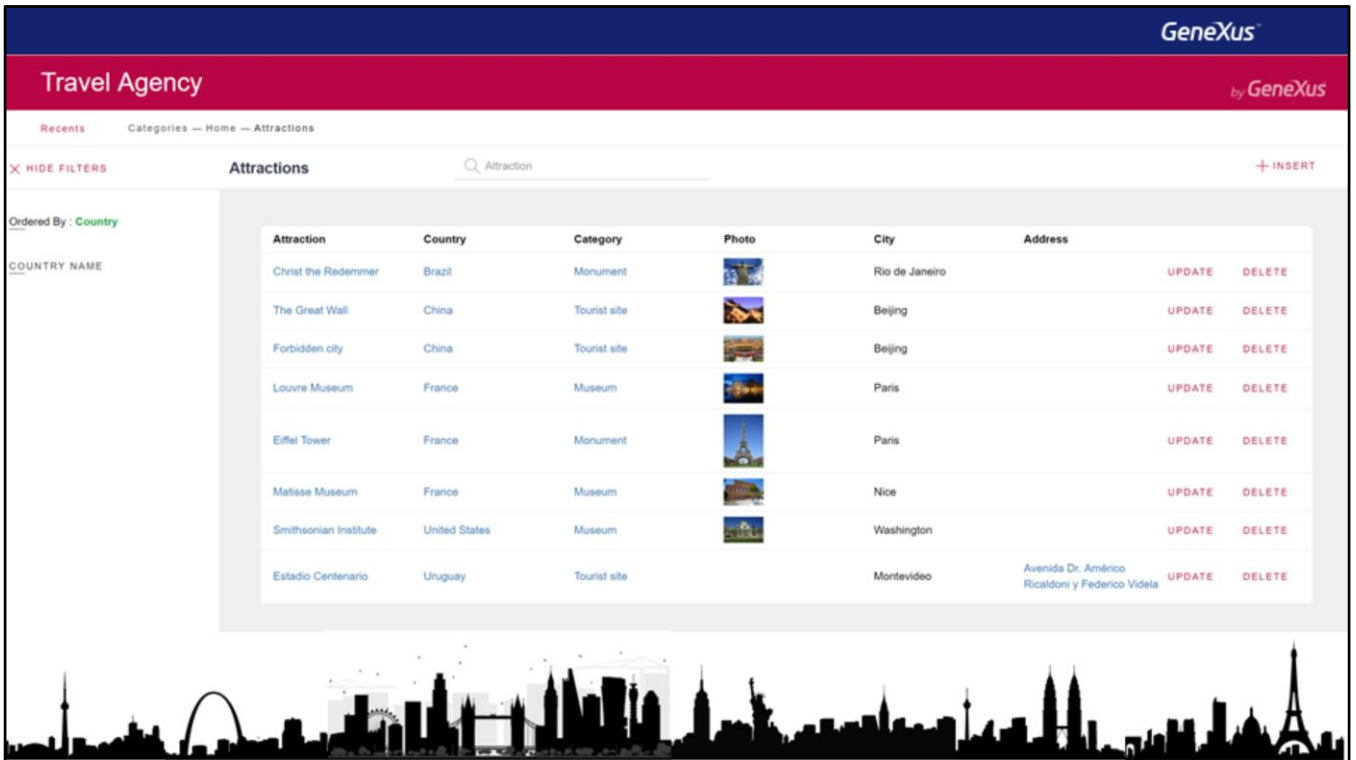 GeneXus™
Travel Agency
by GeneXus
Recents Categories — Home — Attractions
HIDE FILTERS Attractions Attraction INSERT
Ordered By : Country
COUNTRY NAME
Attraction Country Category Photo City Address
Christ the Redemmer Brazil Monument Rio de Janeiro UPDATE DELETE
The Great Wall China Tourist site Beijing UPDATE DELETE
Forbidden city China Tourist site Beijing UPDATE DELETE
Louvre Museum France Museum Paris UPDATE DELETE
Eiffel Tower France Monument Paris UPDATE DELETE
Matisse Museum France Museum Nice UPDATE DELETE
Smithsonian Institute United States Museum Washington UPDATE DELETE
Estadio Centenario Uruguay Tourist site Montevideo Avenida Dr. Américo
Ricaldoni y Federico Videla UPDATE DELETE